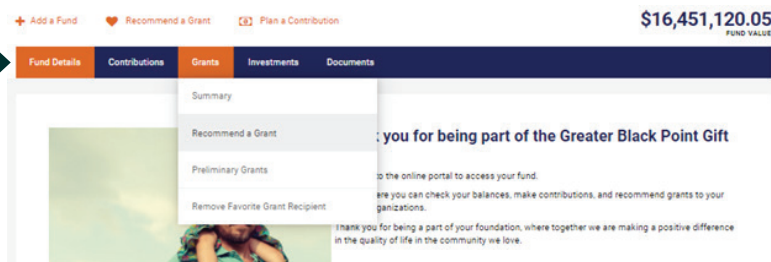 Add a Fund
Recommend a Grant
Plan a Contribution
$16,451,120.05
FUND VALUE
Fund Details
Contributions
Grants
Investments
Documents
Summary
Recommend a Grant
Preliminary Grants
Remove Favorite Grant Recipient
you for being part of the Greater Black Point Gift
to the online portal to access your fund.
you can check your balances, make contributions, and recommend grants to your
Thank you for being a part of your foundation, where together we are making a positive difference
in the quality of life in the community we love.